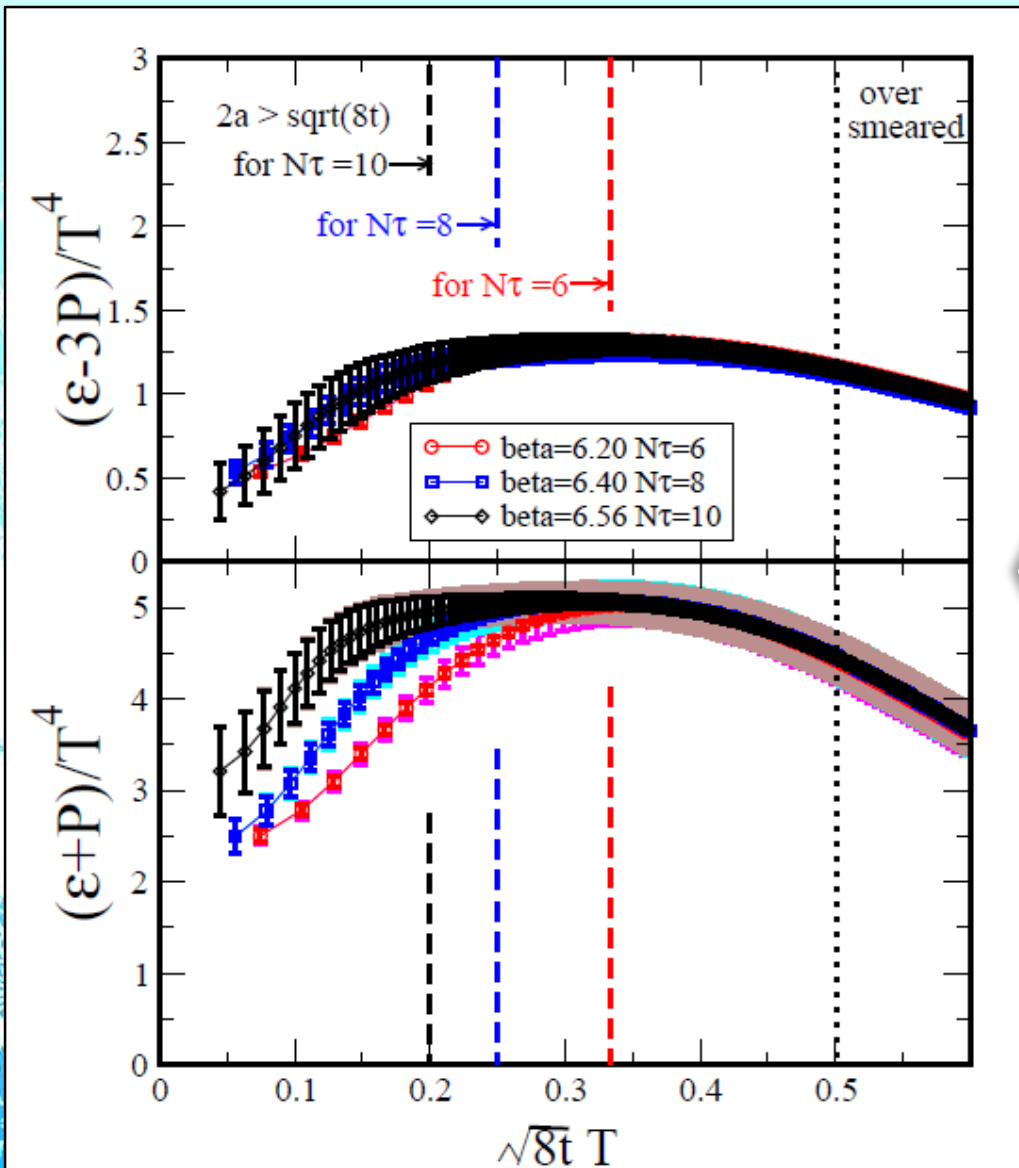 3
2.5
2
1.5
1
0.5
0
(ε-3P)/T^4
2a > sqrt(8t)
for Nτ =10
for Nτ =8
for Nτ =6
over
smeared
beta=6.20 Nτ=6
beta=6.40 Nτ=8
beta=6.56 Nτ=10
5
4
3
2
1
0
(ε+P)/T^4
0 0.1 0.2 0.3 0.4 0.5
√8t T